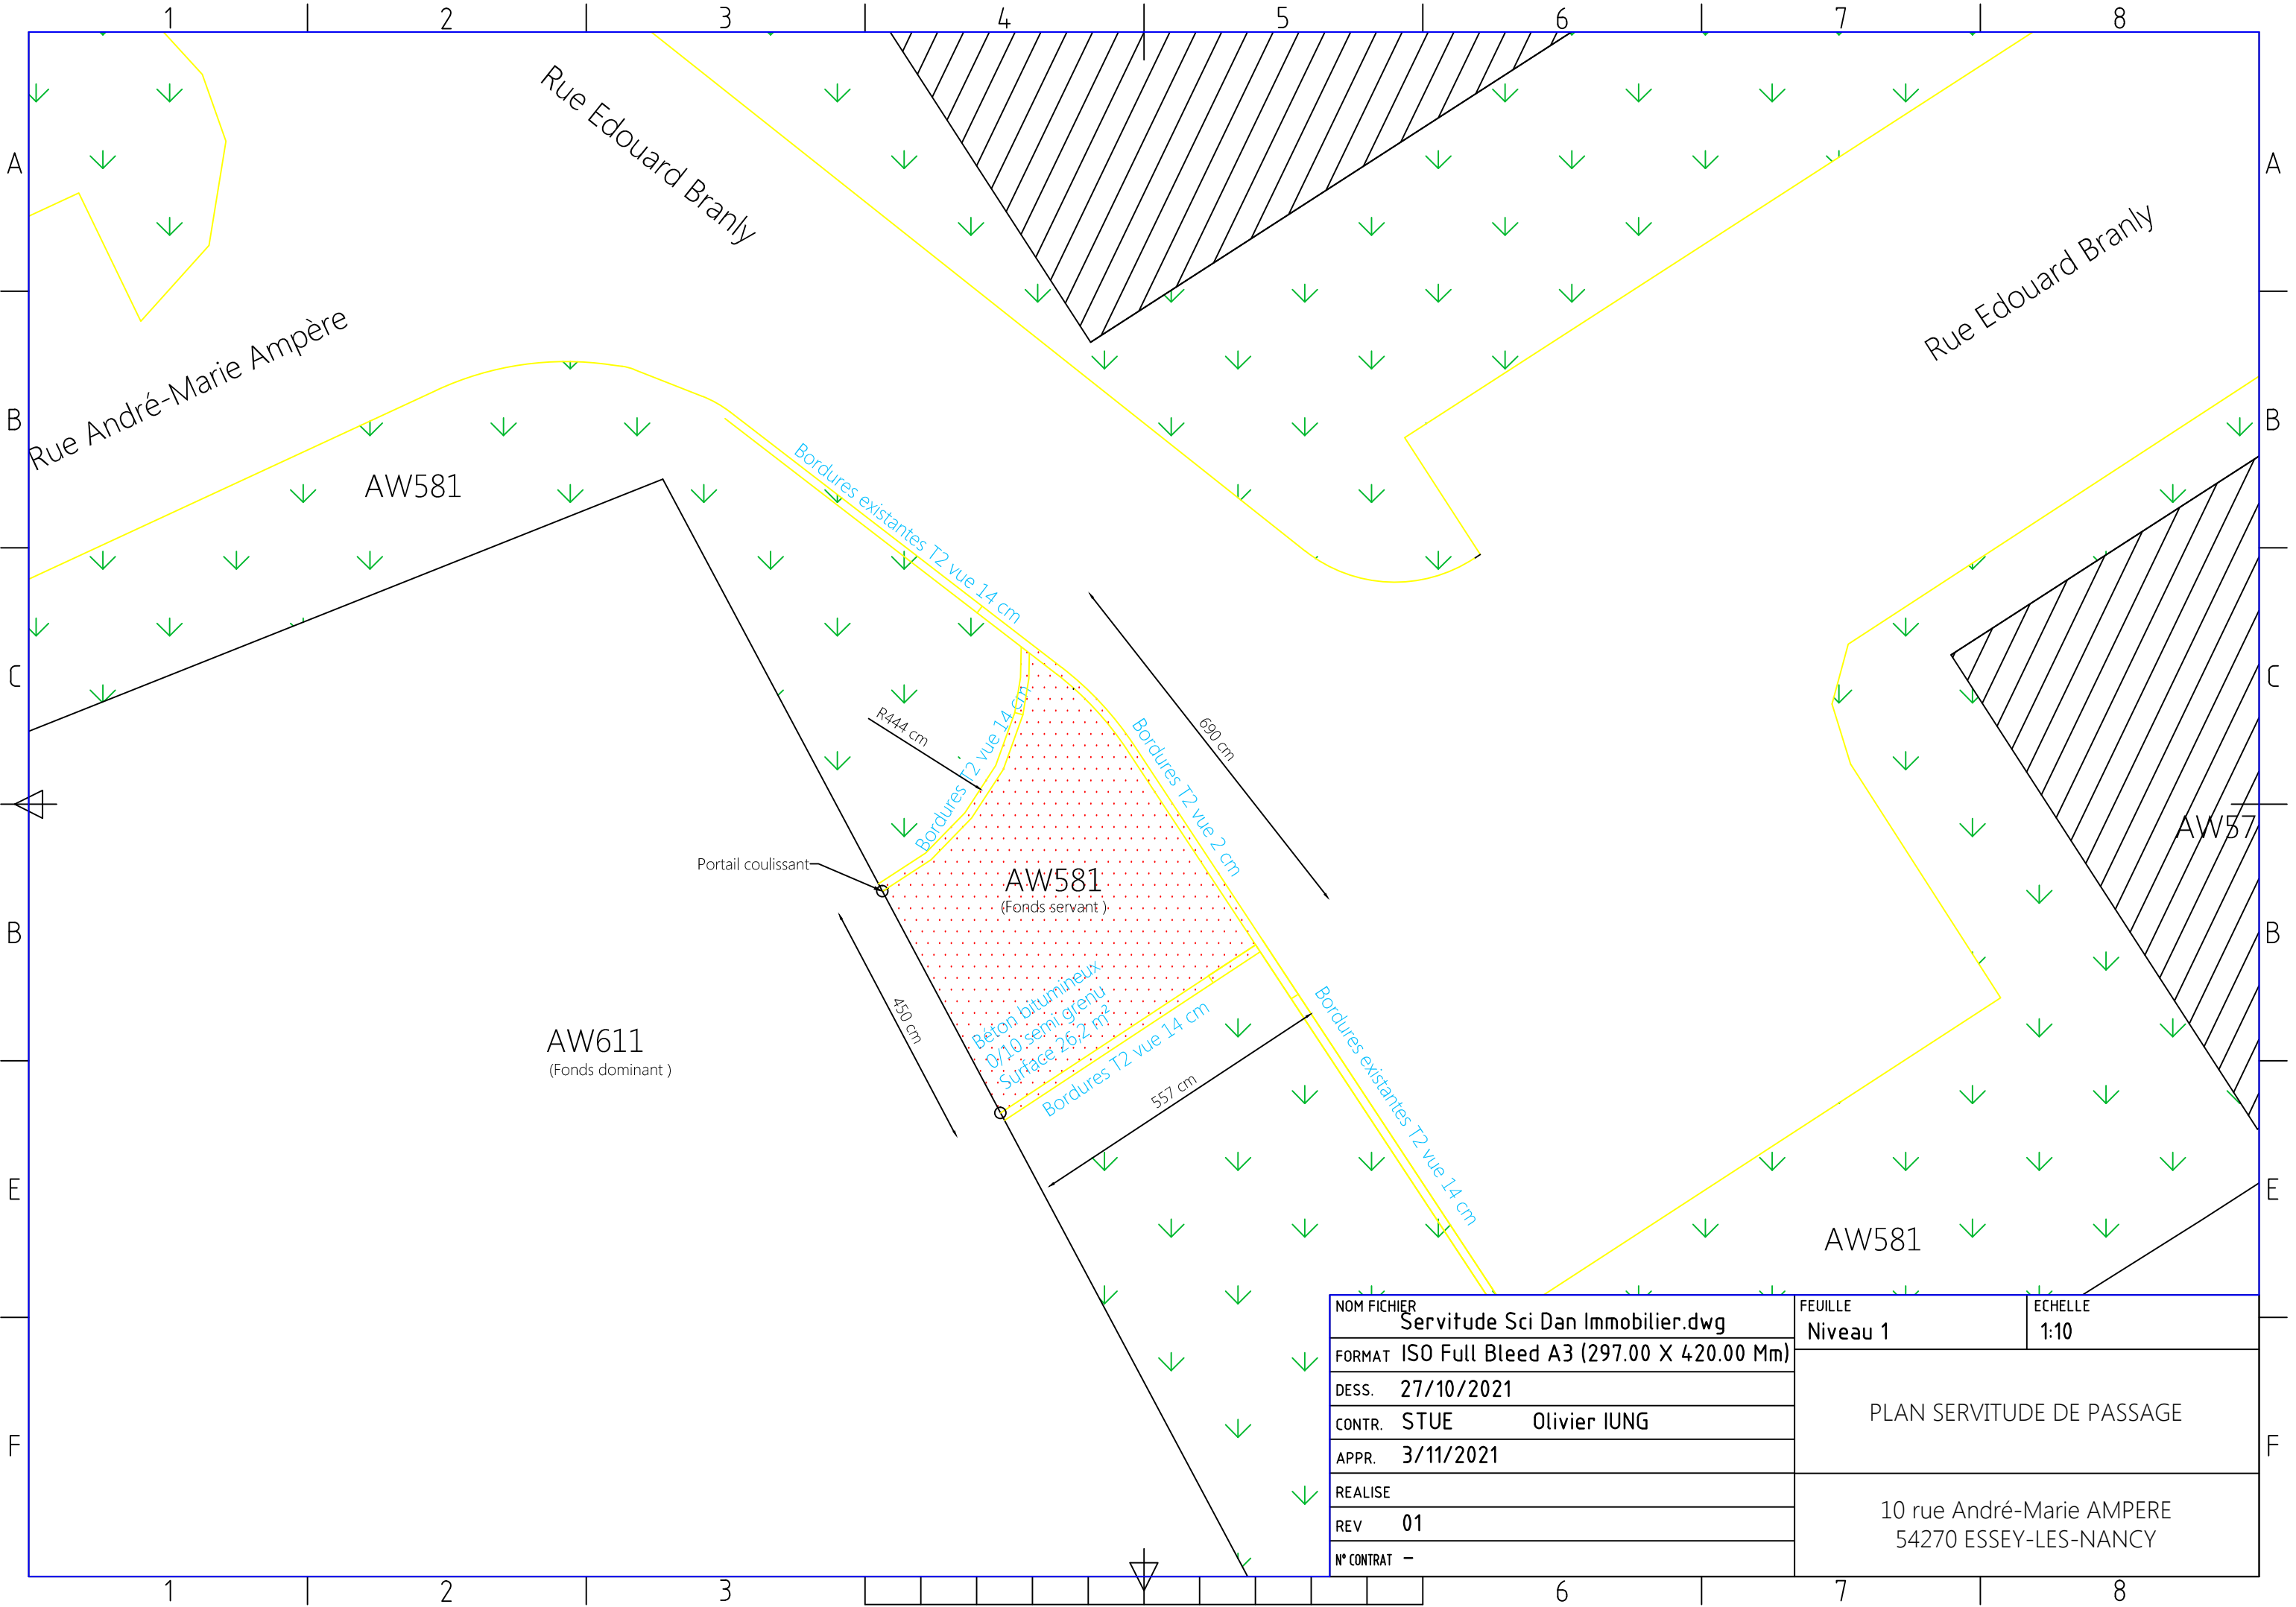 1 2 3 4 5 6 7 8
A A
Rue Edouard Branly
Rue Edouard Branly
Rue André-Marie Ampère
B B
AW581
Bordures existantes T2 vue 14 cm
C C
R444 cm
Bordures T2 vue 14 cm
690 cm
Bordures T2 vue 2 cm
AW57
Portail coulissant
AW581
(Fonds servant )
B B
450 cm
Béton bitumineux
0/10 semi grenu
Surface 26,2 m²
Bordures T2 vue 14 cm
557 cm
Bordures existantes T2 vue 14 cm
AW611
(Fonds dominant )
E E
AW581
NOM FICHIER
Servitude Sci Dan Immobilier.dwg
FORMAT ISO Full Bleed A3 (297.00 X 420.00 Mm)
DESS. 27/10/2021
CONTR. STUE Olivier IUNG
APPR. 3/11/2021
REALISE
REV 01
N° CONTRAT –
FEUILLE
Niveau 1
ECHELLE
1:10
PLAN SERVITUDE DE PASSAGE
10 rue André-Marie AMPERE
54270 ESSEY-LES-NANCY
F F
1 2 3 6 7 8